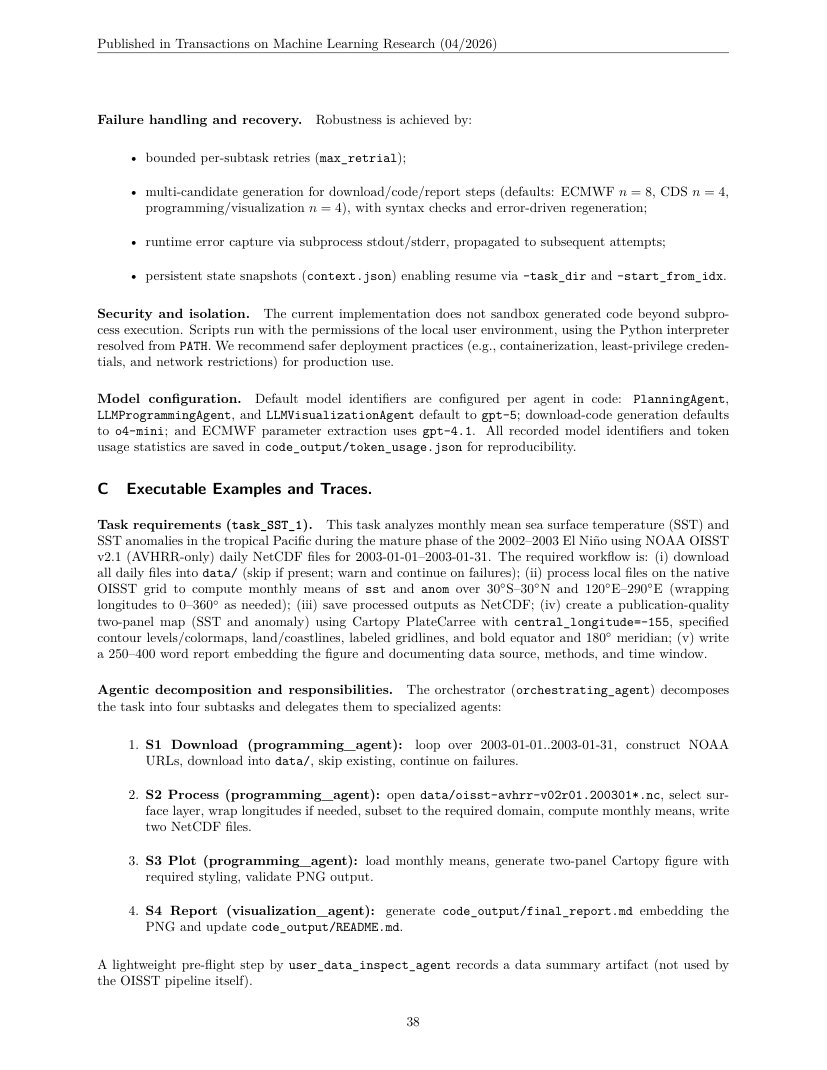 Published in Transactions on Machine Learning Research (04/2026)
Failure handling and recovery. Robustness is achieved by:
• bounded per-subtask retries (max_retrial);
• multi-candidate generation for download/code/report steps (defaults: ECMWF n = 8, CDS n = 4,
programming/visualization n = 4), with syntax checks and error-driven regeneration;
• runtime error capture via subprocess stdout/stderr, propagated to subsequent attempts;
• persistent state snapshots (context.json) enabling resume via -task_dir and -start_from_idx.
Security and isolation. The current implementation does not sandbox generated code beyond subpro-
cess execution. Scripts run with the permissions of the local user environment, using the Python interpreter
resolved from PATH. We recommend safer deployment practices (e.g., containerization, least-privilege creden-
tials, and network restrictions) for production use.
Model configuration. Default model identifiers are configured per agent in code: PlanningAgent,
LLMProgrammingAgent, and LLMVisualizationAgent default to gpt-5; download-code generation defaults
to o4-mini; and ECMWF parameter extraction uses gpt-4.1. All recorded model identifiers and token
usage statistics are saved in code_output/token_usage.json for reproducibility.
C Executable Examples and Traces.
Task requirements (task_SST_1). This task analyzes monthly mean sea surface temperature (SST) and
SST anomalies in the tropical Pacific during the mature phase of the 2002–2003 El Niño using NOAA OISST
v2.1 (AVHRR-only) daily NetCDF files for 2003-01-01–2003-01-31. The required workflow is: (i) download
all daily files into data/ (skip if present; warn and continue on failures); (ii) process local files on the native
OISST grid to compute monthly means of sst and anom over 30°S–30°N and 120°E–290°E (wrapping
longitudes to 0–360° as needed); (iii) save processed outputs as NetCDF; (iv) create a publication-quality
two-panel map (SST and anomaly) using Cartopy PlateCarree with central_longitude=-155, specified
contour levels/colormaps, land/coastlines, labeled gridlines, and bold equator and 180° meridian; (v) write
a 250–400 word report embedding the figure and documenting data source, methods, and time window.
Agentic decomposition and responsibilities. The orchestrator (orchestrating_agent) decomposes
the task into four subtasks and delegates them to specialized agents:
1. S1 Download (programming_agent): loop over 2003-01-01..2003-01-31, construct NOAA
URLs, download into data/, skip existing, continue on failures.
2. S2 Process (programming_agent): open data/oisst-avhrr-v02r01.200301*.nc, select sur-
face layer, wrap longitudes if needed, subset to the required domain, compute monthly means, write
two NetCDF files.
3. S3 Plot (programming_agent): load monthly means, generate two-panel Cartopy figure with
required styling, validate PNG output.
4. S4 Report (visualization_agent): generate code_output/final_report.md embedding the
PNG and update code_output/README.md.
A lightweight pre-flight step by user_data_inspect_agent records a data summary artifact (not used by
the OISST pipeline itself).
38